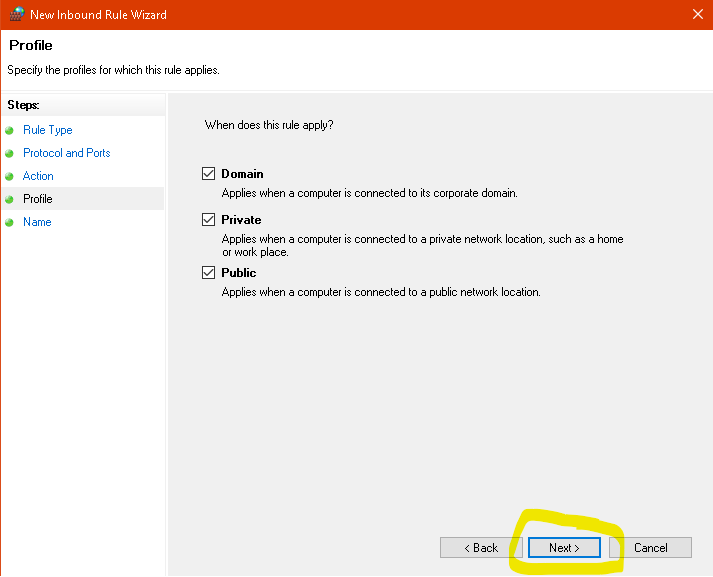 New Inbound Rule Wizard
Profile
Specify the profiles for which this rule applies.
Steps:
Rule Type
Protocol and Ports
Action
Profile
Name
When does this rule apply?
Domain
Applies when a computer is connected to its corporate domain.
Private
Applies when a computer is connected to a private network location, such as a home
or work place.
Public
Applies when a computer is connected to a public network location.
< Back
Next >
Cancel